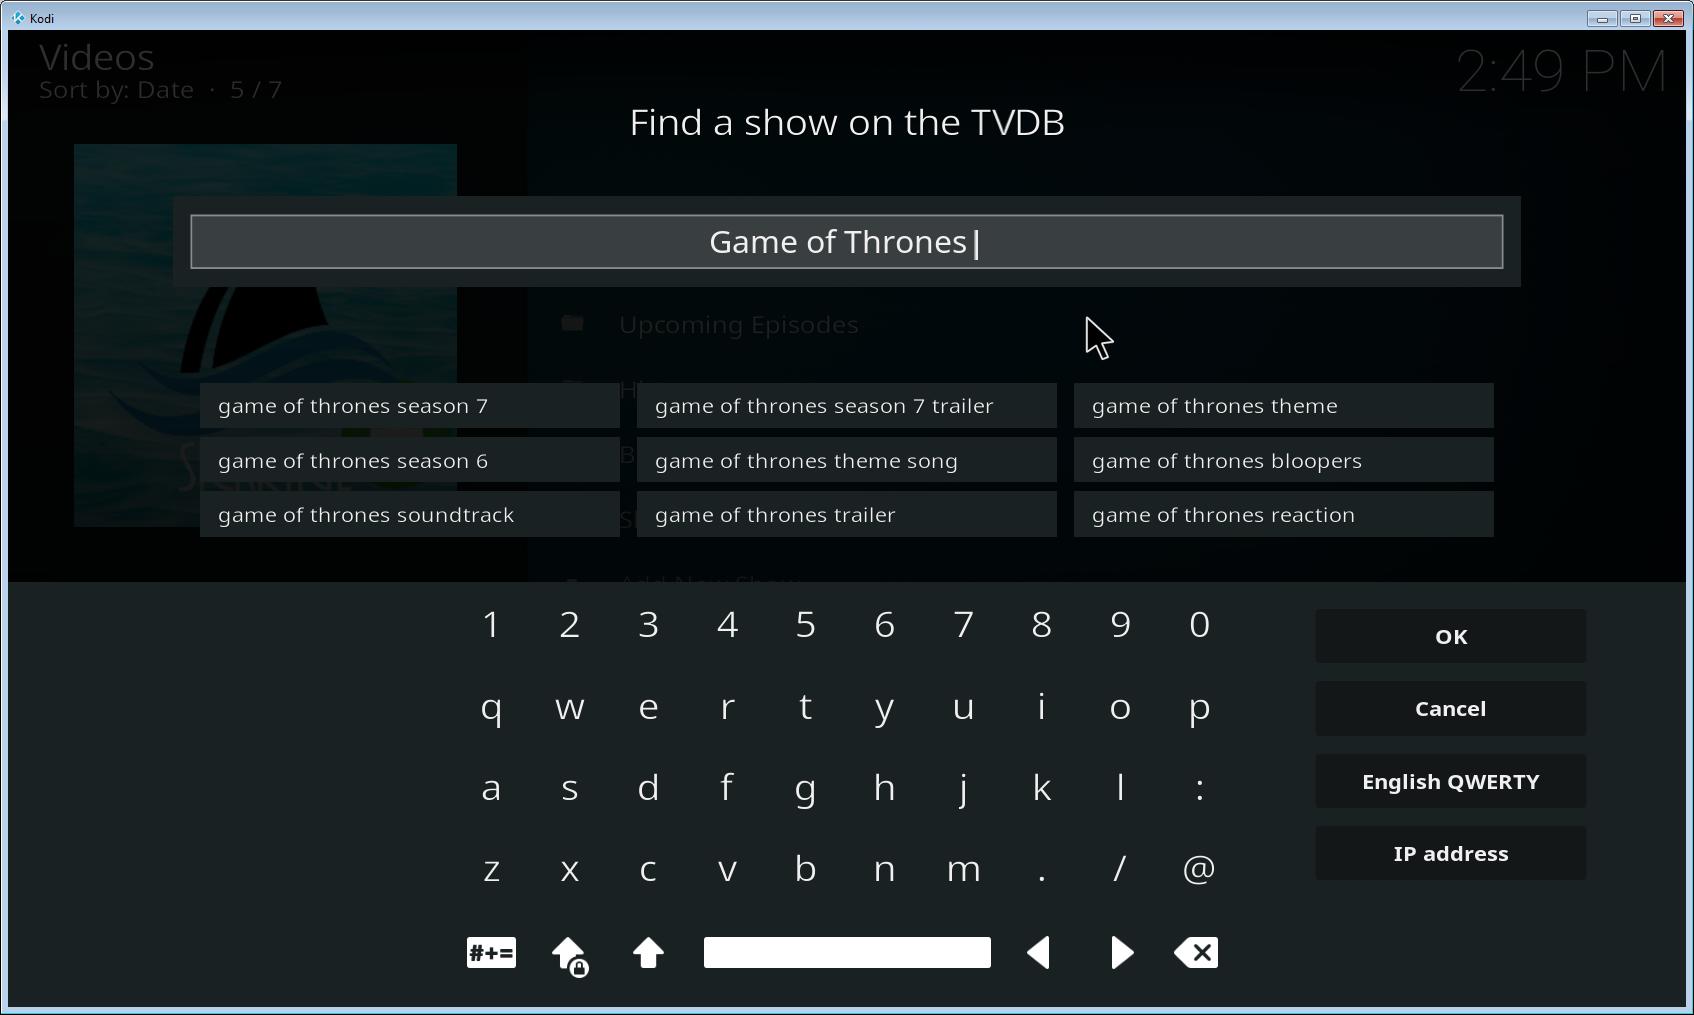 Kodi
Videos
Sort by: Date · 5 / 7
2:49 PM
Find a show on the TVDB
Game of Thrones
Upcoming Episodes
game of thrones season 7
game of thrones season 7 trailer
game of thrones theme
game of thrones season 6
game of thrones theme song
game of thrones bloopers
game of thrones soundtrack
game of thrones trailer
game of thrones reaction
Add New Show
1 2 3 4 5 6 7 8 9 0
OK
q w e r t y u i o p
Cancel
a s d f g h j k l :
English QWERTY
z x c v b n m . / @
IP address
#+=